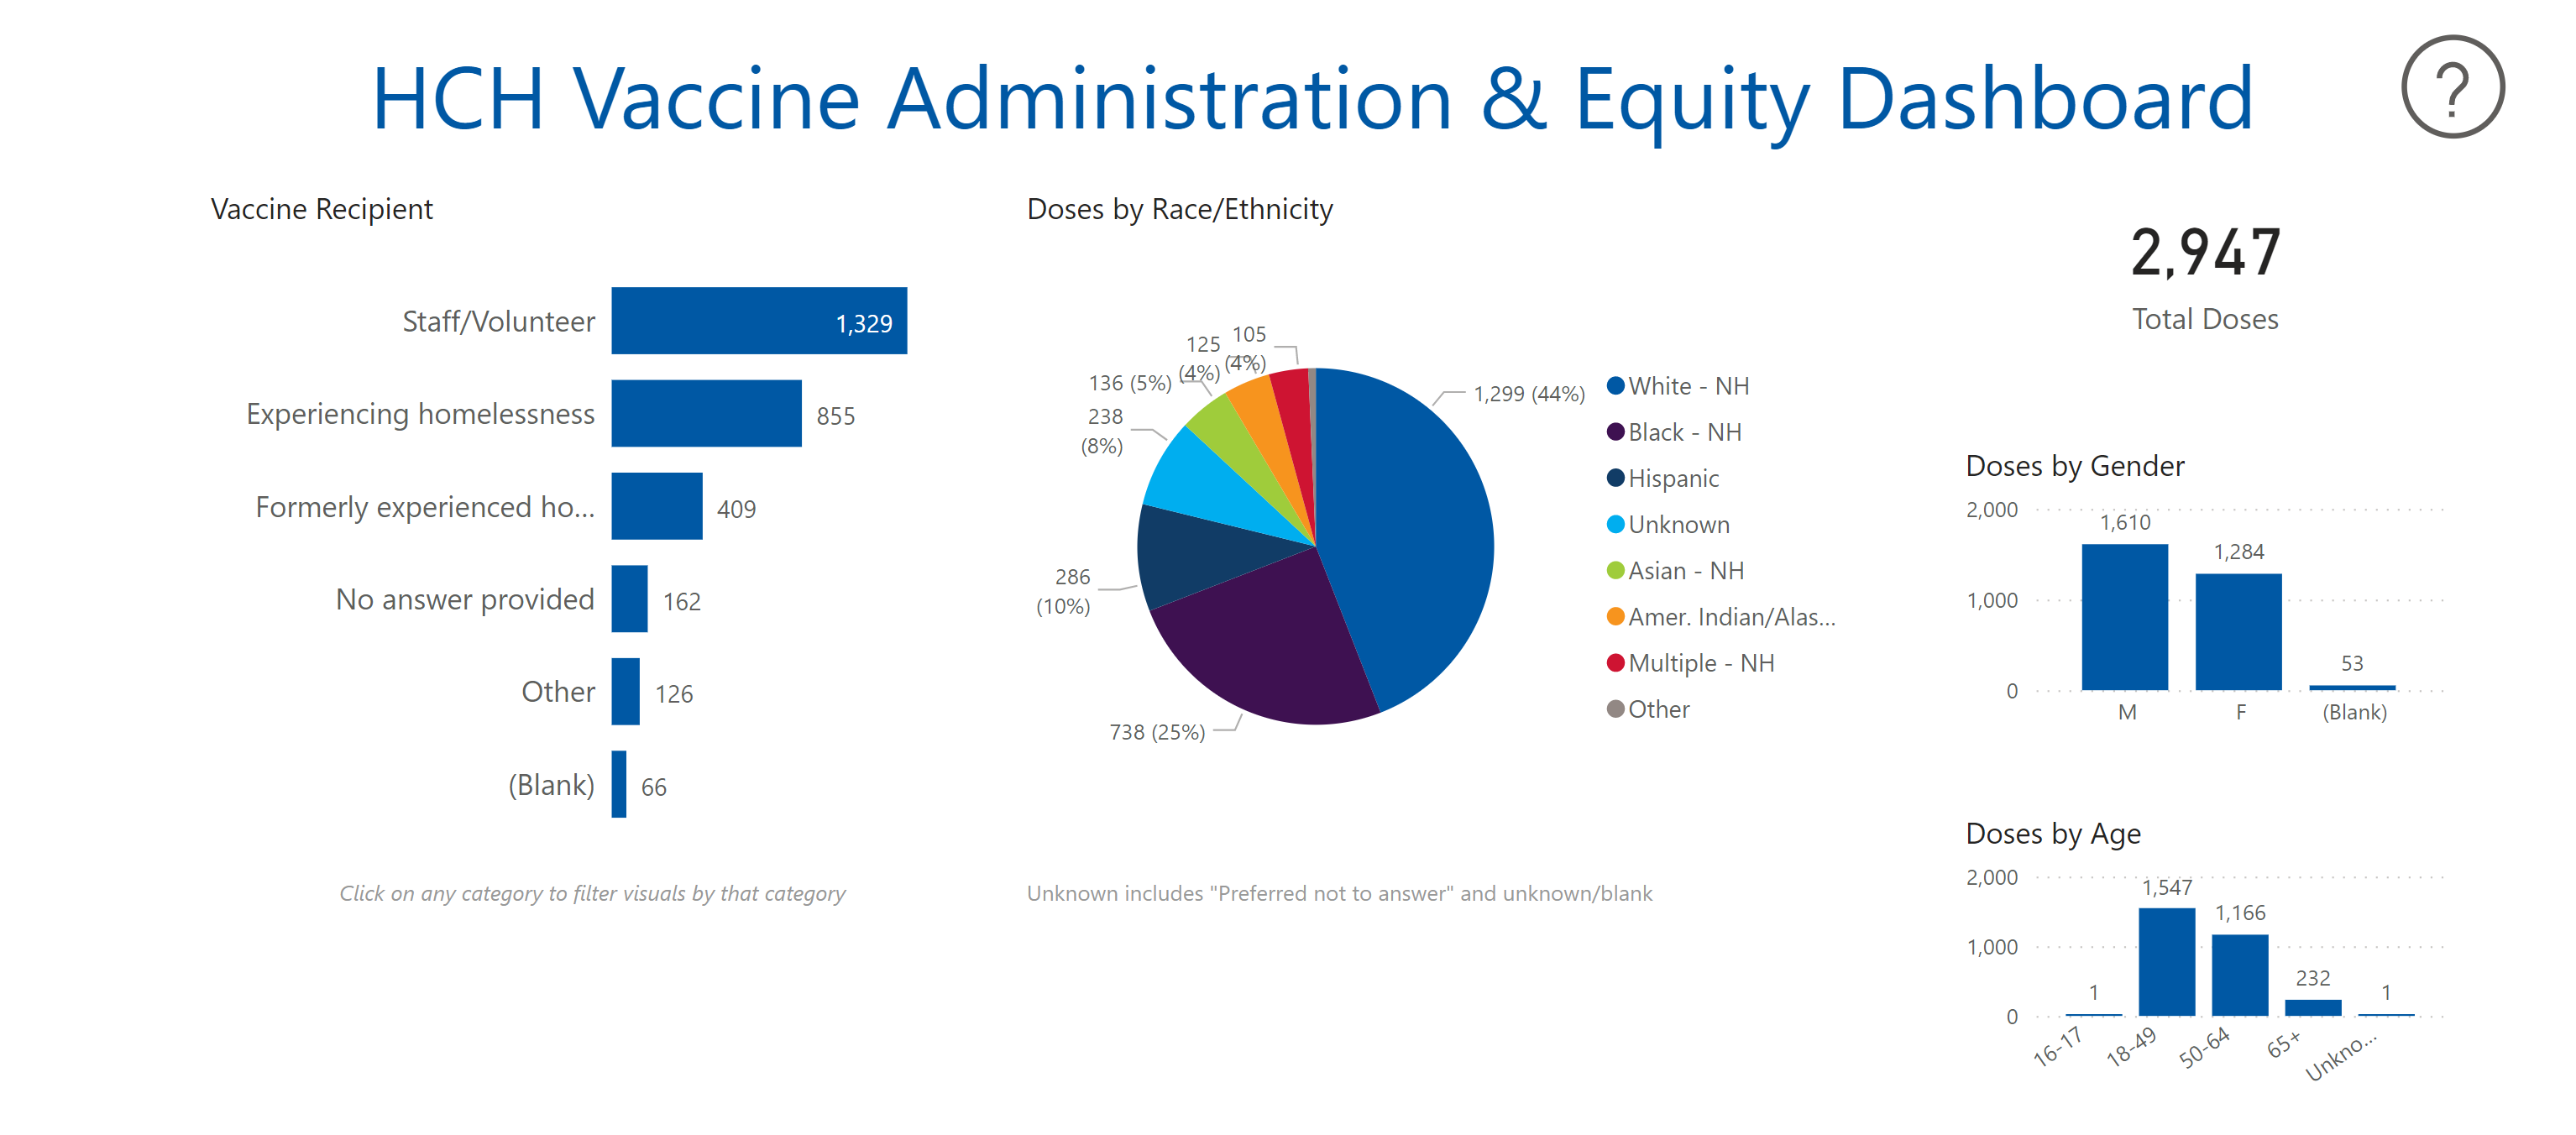 HCH Vaccine Administration & Equity Dashboard
?
Vaccine Recipient
Staff/Volunteer
1,329
Experiencing homelessness
855
Formerly experienced ho...
409
No answer provided
162
Other
126
(Blank)
66
Click on any category to filter visuals by that category
Doses by Race/Ethnicity
105
(4%)
125
(4%)
136 (5%)
238
(8%)
286
(10%)
738 (25%)
1,299 (44%)
White - NH
Black - NH
Hispanic
Unknown
Asian - NH
Amer. Indian/Alas...
Multiple - NH
Other
Unknown includes "Preferred not to answer" and unknown/blank
2,947
Total Doses
Doses by Gender
2,000
1,000
0
1,610
1,284
53
M
F
(Blank)
Doses by Age
2,000
1,000
0
1
1,547
1,166
232
1
16-17
18-49
50-64
65+
Unkno...